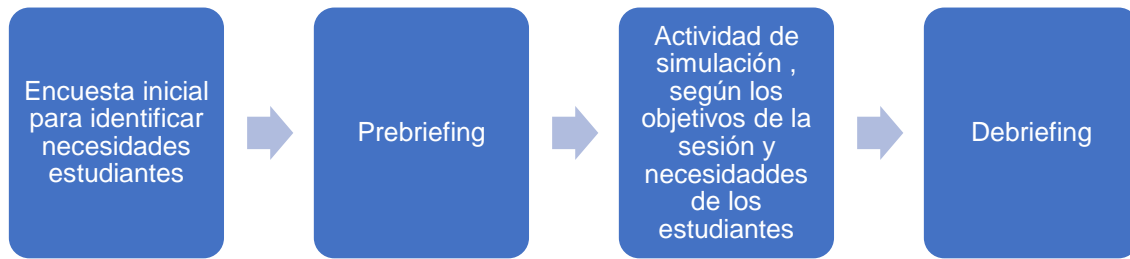 Encuesta inicial
para identificar
necesidades
estudiantes
Prebriefing
Actividad de
simulación ,
según los
objetivos de la
sesión y
necesidaddes
de los
estudiantes
Debriefing